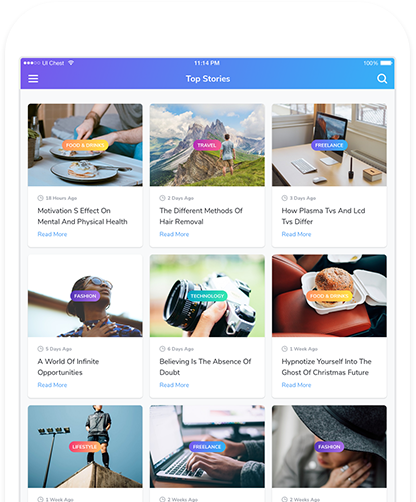 UI Chest 11:14 PM 100%
Top Stories
FOOD & DRINKS
TRAVEL
FREELANCE
18 Hours Ago
2 Days Ago
3 Days Ago
Motivation S Effect On
Mental And Physical Health
The Different Methods Of
Hair Removal
How Plasma Tvs And Lcd
Tvs Differ
Read More
Read More
Read More
FASHION
TECHNOLOGY
FOOD & DRINKS
5 Days Ago
6 Days Ago
1 Week Ago
A World Of Infinite
Opportunities
Believing Is The Absence Of
Doubt
Hypnotize Yourself Into The
Ghost Of Christmas Future
Read More
Read More
Read More
LIFESTYLE
FREELANCE
FASHION
1 Week Ago
2 Weeks Ago
2 Weeks Ago